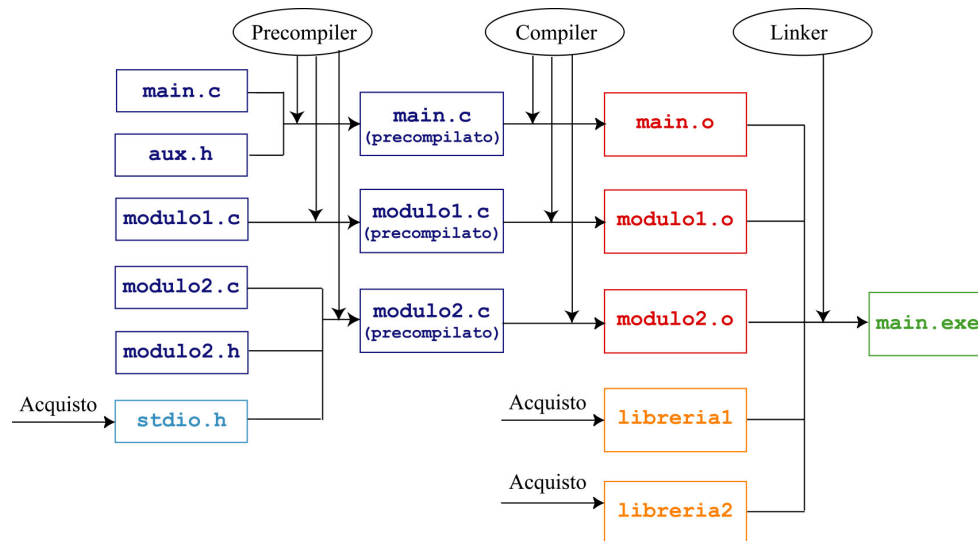 Precompiler
Compiler
Linker
main.c
main.c
(precompilato)
main.o
aux.h
modulo1.c
modulo1.c
(precompilato)
modulo1.o
modulo2.c
modulo2.c
(precompilato)
modulo2.o
main.exe
modulo2.h
Acquisto
stdio.h
Acquisto
libreria1
Acquisto
libreria2